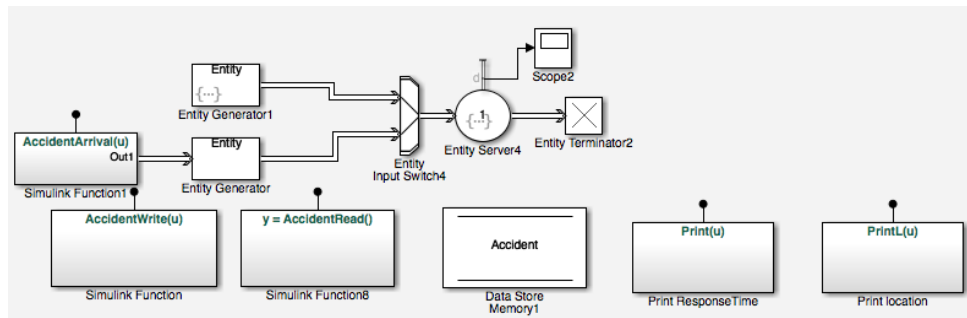 Entity
{...}
Entity Generator1
d
Scope2
1
{...}
Entity Server4
Entity Terminator2
Entity
Input Switch4
AccidentArrival(u)
Out1
Simulink Function1
Entity
Entity Generator
AccidentWrite(u)
Simulink Function
y = AccidentRead()
Simulink Function8
Accident
Data Store
Memory1
Print(u)
Print ResponseTime
PrintL(u)
Print location